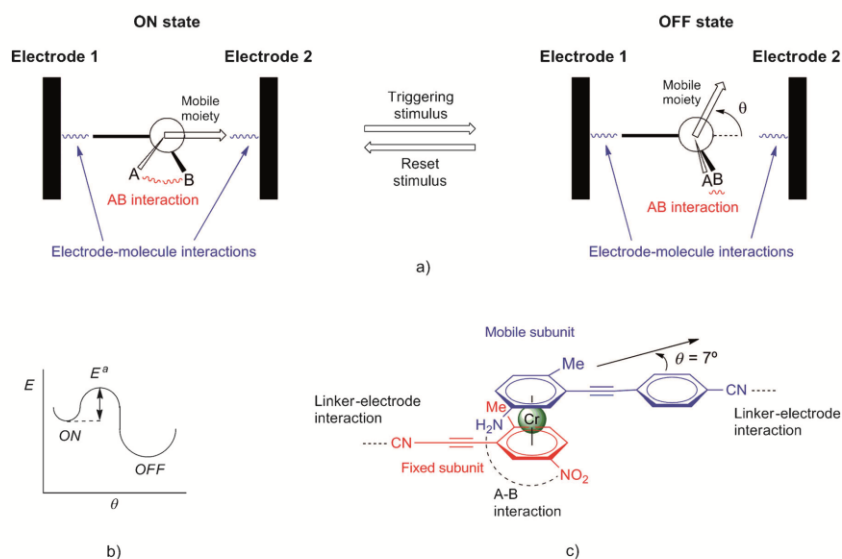 ON state
OFF state
Electrode 1
Electrode 2
Electrode 1
Electrode 2
Mobile
moiety
A
B
AB interaction
Electrode-molecule interactions
Triggering
stimulus
Reset
stimulus
Mobile
moiety
θ
AB
AB interaction
Electrode-molecule interactions
a)
E
Eᵃ
ON
OFF
θ
b)
Mobile subunit
θ = 7º
Me
CN
Linker-electrode
interaction
Linker-electrode
interaction
Me
H₂N
Cr
CN
Fixed subunit
NO₂
A-B
interaction
c)